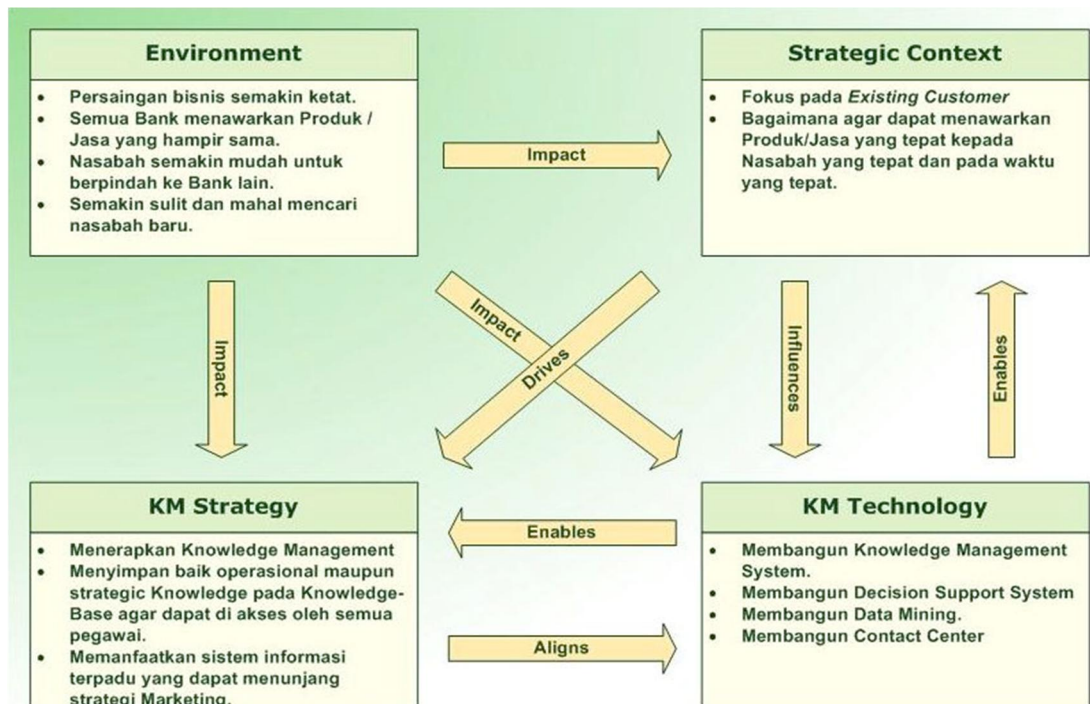 Environment
• Persaingan bisnis semakin ketat.
• Semua Bank menawarkan Produk /
Jasa yang hampir sama.
• Nasabah semakin mudah untuk
berpindah ke Bank lain.
• Semakin sulit dan mahal mencari
nasabah baru.
Impact
Strategic Context
• Fokus pada Existing Customer
• Bagaimana agar dapat menawarkan
Produk/Jasa yang tepat kepada
Nasabah yang tepat dan pada waktu
yang tepat.
Impact
Impact
Drives
Influences
Enables
KM Strategy
• Menerapkan Knowledge Management
• Menyimpan baik operasional maupun
strategic Knowledge pada Knowledge-
Base agar dapat di akses oleh semua
pegawai.
• Memanfaatkan sistem informasi
terpadu yang dapat menunjang
strategi Marketing.
Enables
Aligns
KM Technology
• Membangun Knowledge Management
System.
• Membangun Decision Support System
• Membangun Data Mining.
• Membangun Contact Center